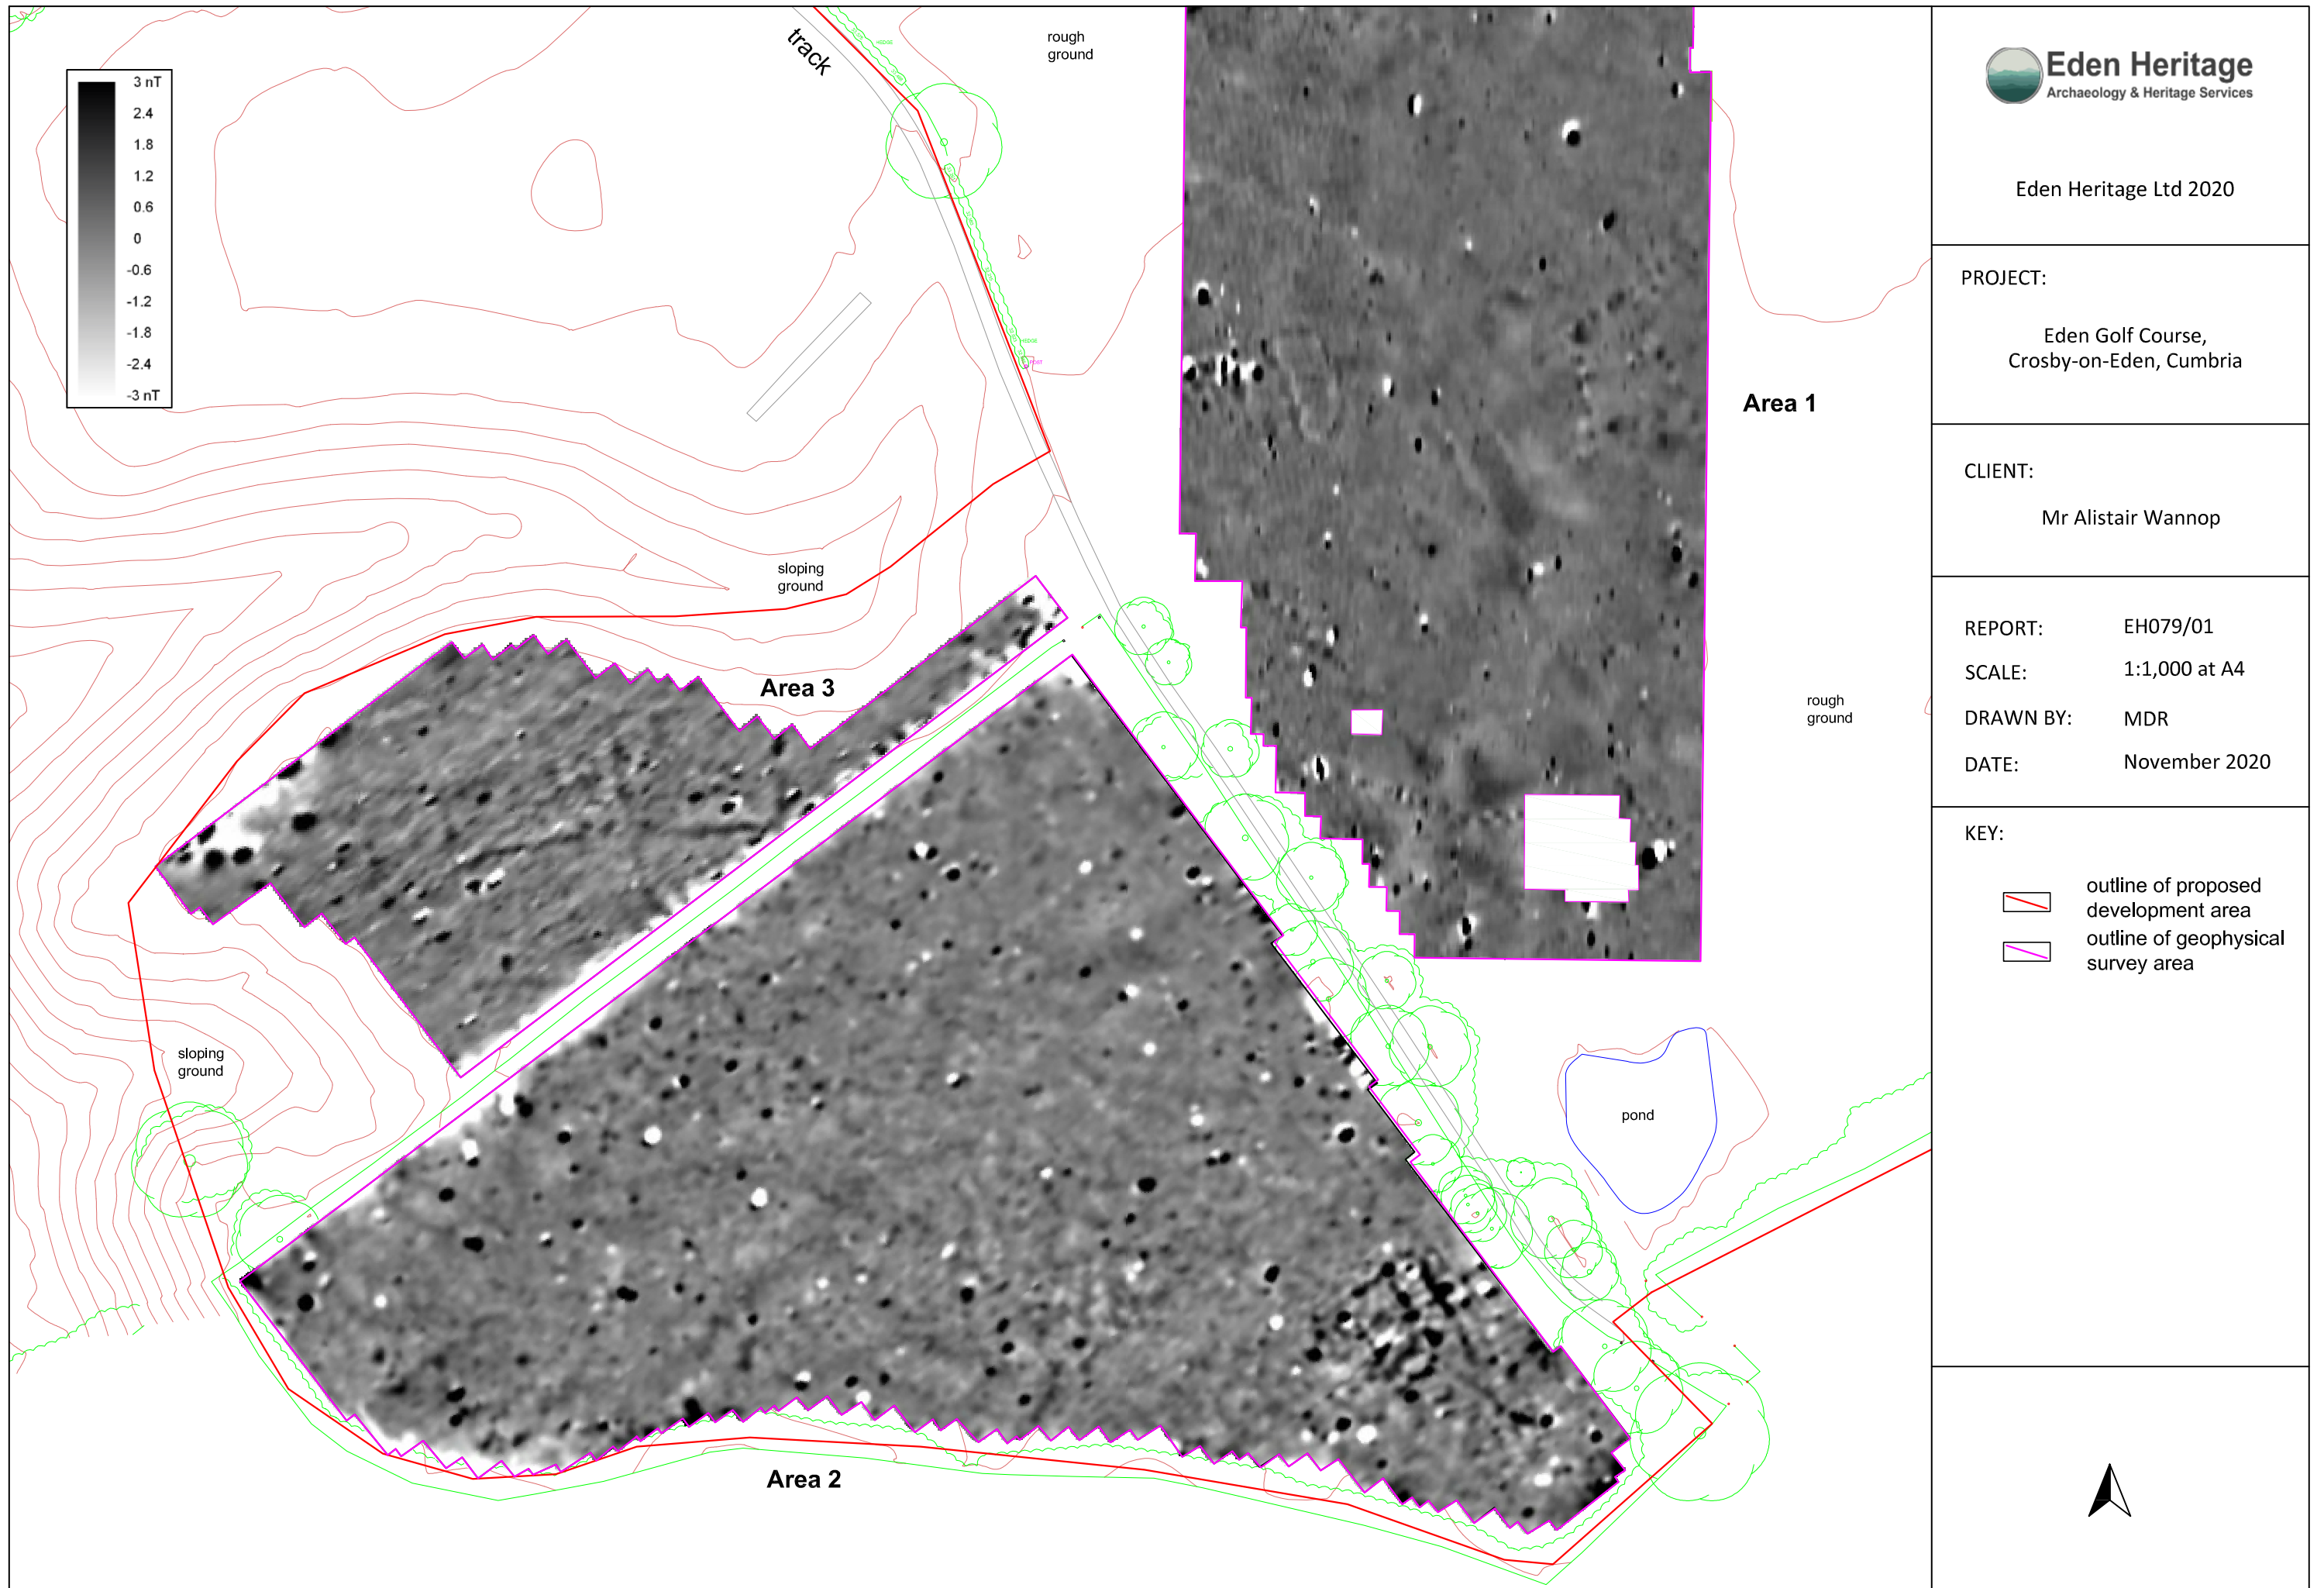 3 nT
2.4
1.8
1.2
0.6
0
-0.6
-1.2
-1.8
-2.4
-3 nT
track
HEDGE
rough
ground
HEDGE
POST
Area 1
sloping
ground
Area 3
rough
ground
sloping
ground
pond
Area 2
Eden Heritage
Archaeology & Heritage Services
Eden Heritage Ltd 2020
PROJECT:
Eden Golf Course,
Crosby-on-Eden, Cumbria
CLIENT:
Mr Alistair Wannop
REPORT: EH079/01
SCALE: 1:1,000 at A4
DRAWN BY: MDR
DATE: November 2020
KEY:
outline of proposed
development area
outline of geophysical
survey area